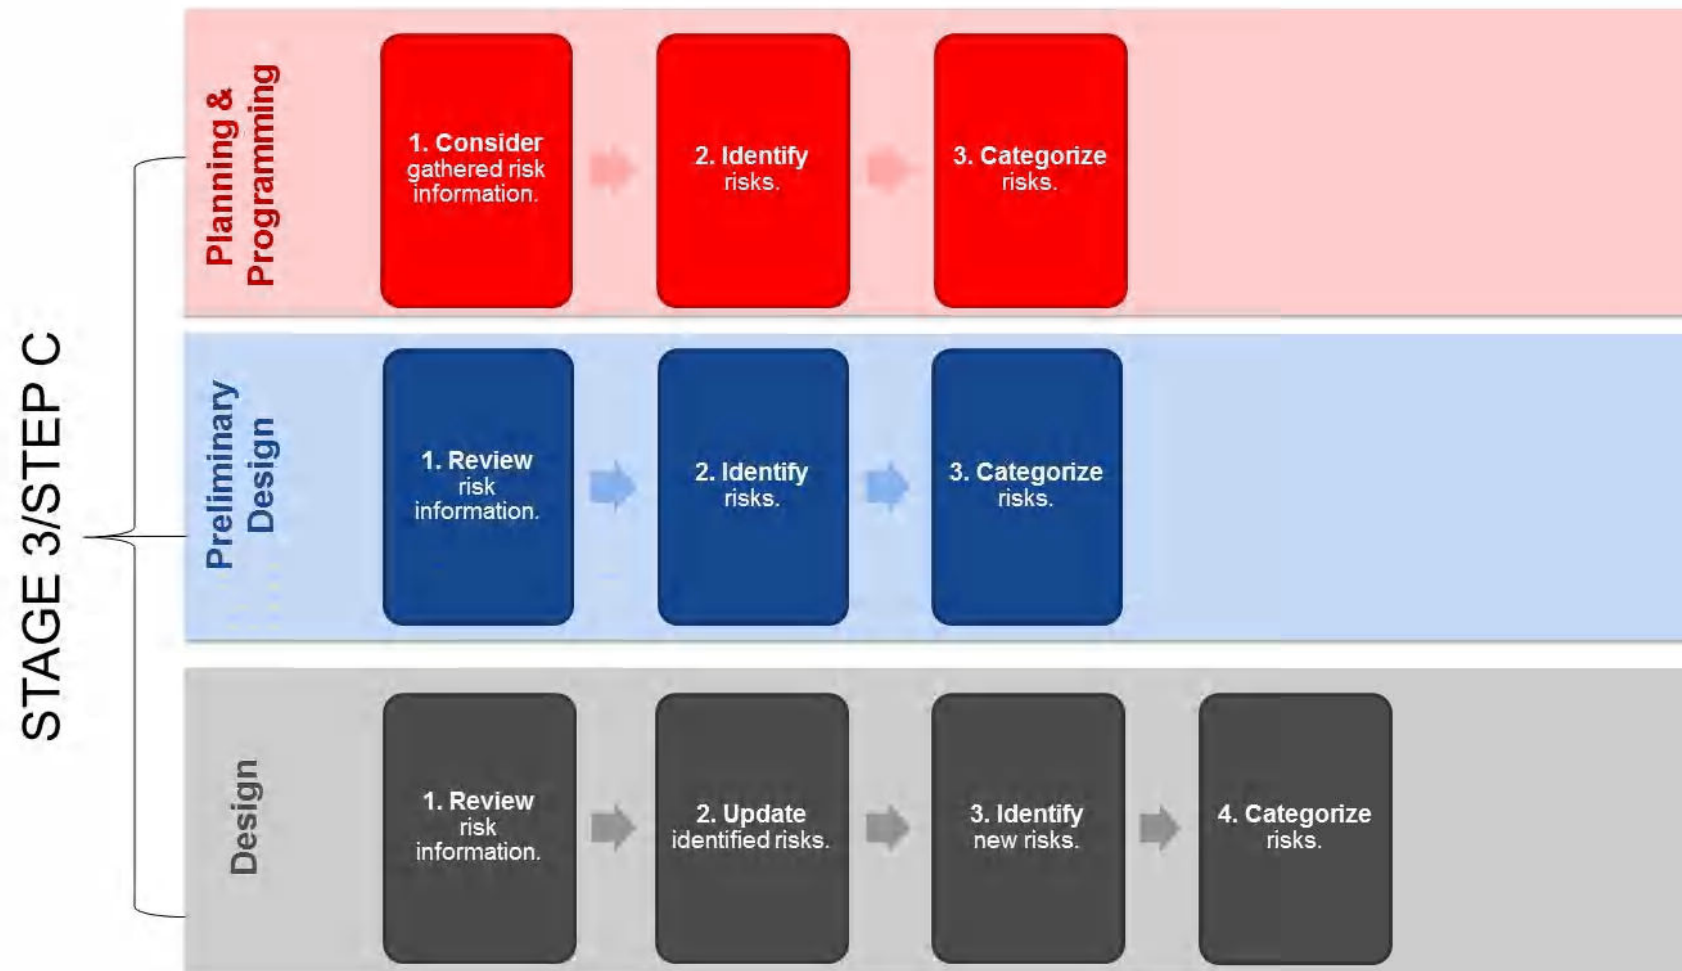 STAGE 3/STEP C
Planning &
Programming
1. Consider
gathered risk
information.
2. Identify
risks.
3. Categorize
risks.
Preliminary
Design
1. Review
risk
information.
2. Identify
risks.
3. Categorize
risks.
Design
1. Review
risk
information.
2. Update
identified risks.
3. Identify
new risks.
4. Categorize
risks.